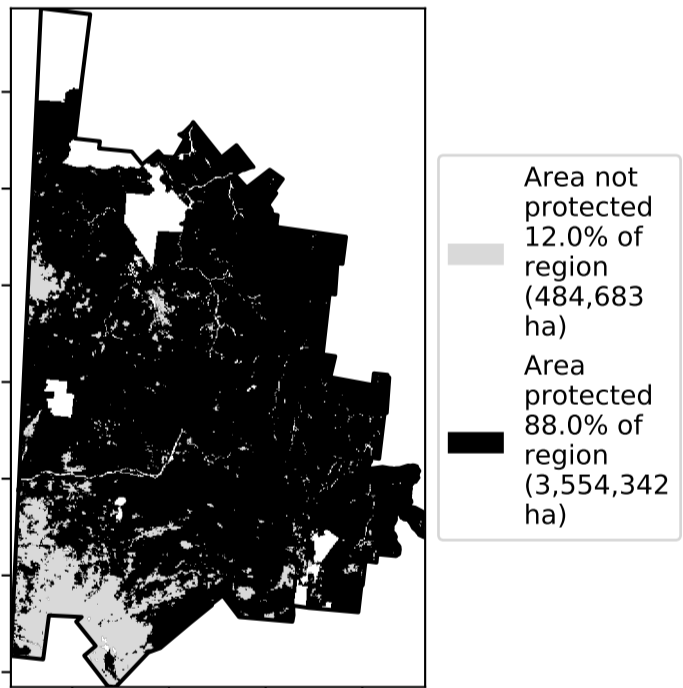 Area not
protected
12.0% of
region
(484,683
ha)
Area
protected
88.0% of
region
(3,554,342
ha)